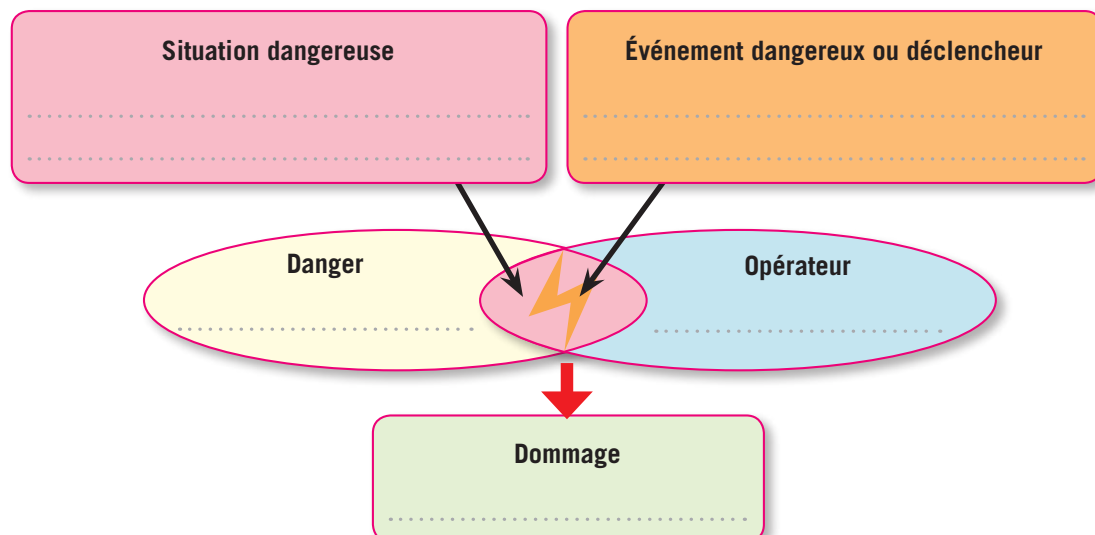 Situation dangereuse
Événement dangereux ou déclencheur
Danger
Opérateur
Dommage